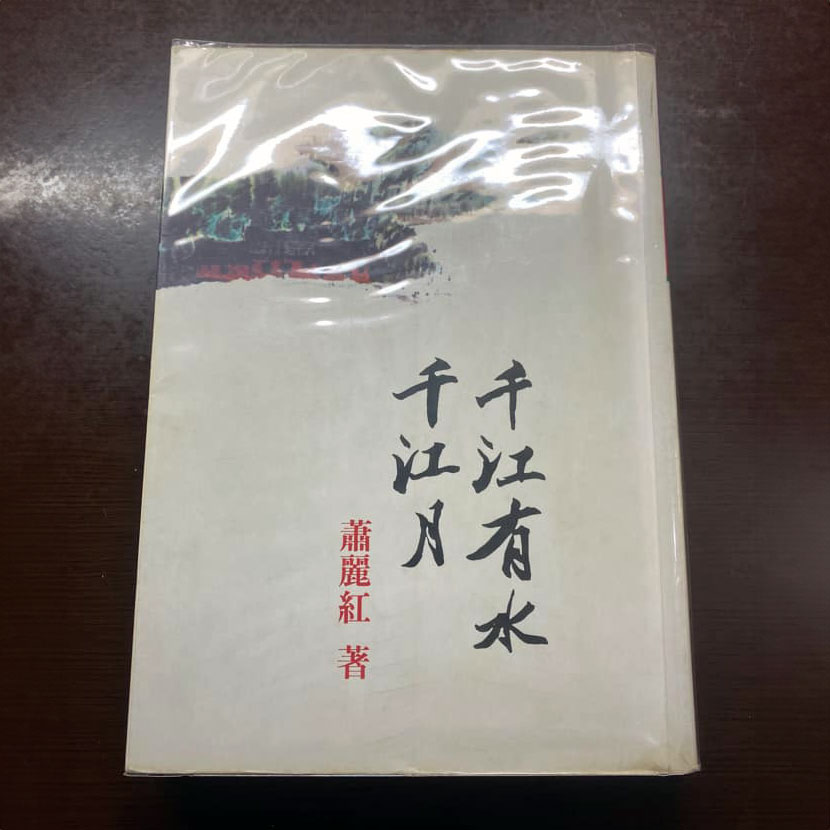 千江有水
千江月
蕭麗紅 著